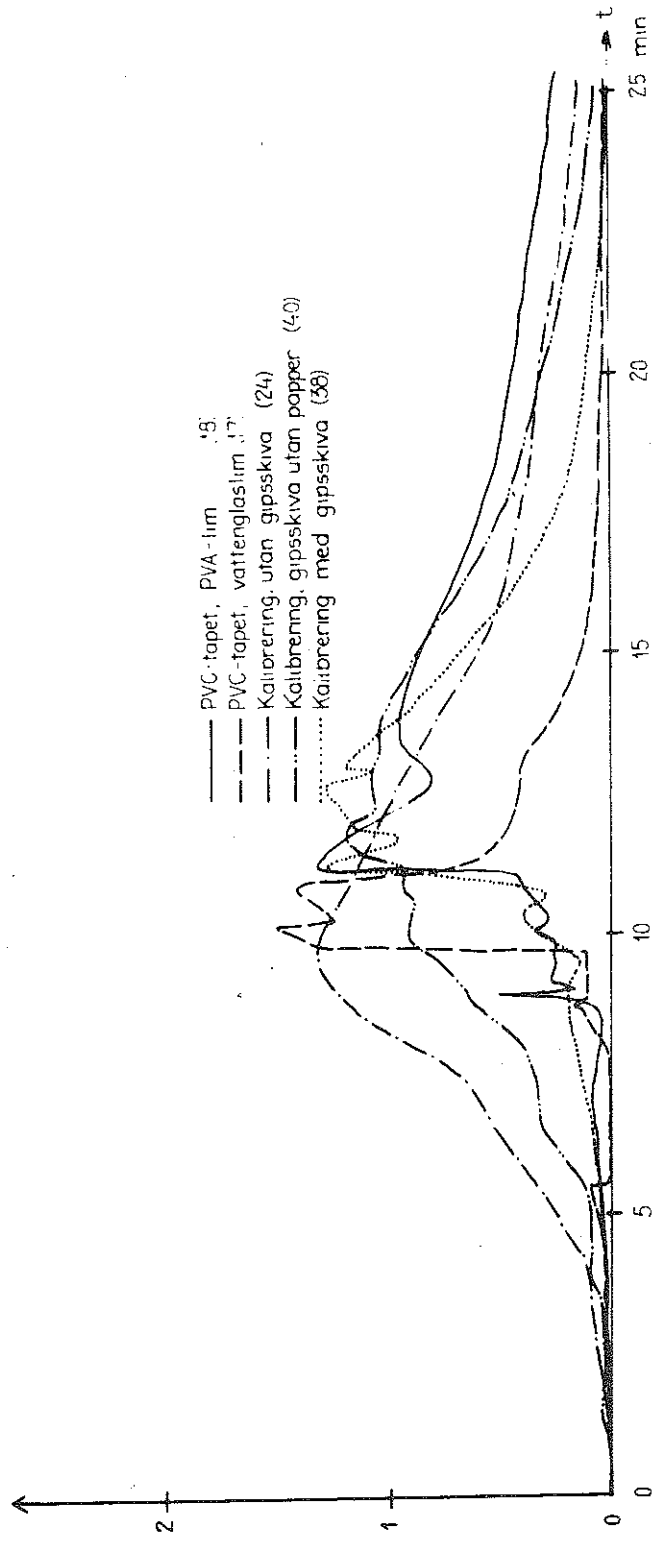 PVC-tapet, PVA-lim
PVC-tapet, vattenglaslim
Kalibrering, utan gipsskiva (24)
Kalibrering, gipsskiva utan papper (40)
Kalibrering med gipsskiva (38)
2
1
0
0
5
10
15
20
25 min
t